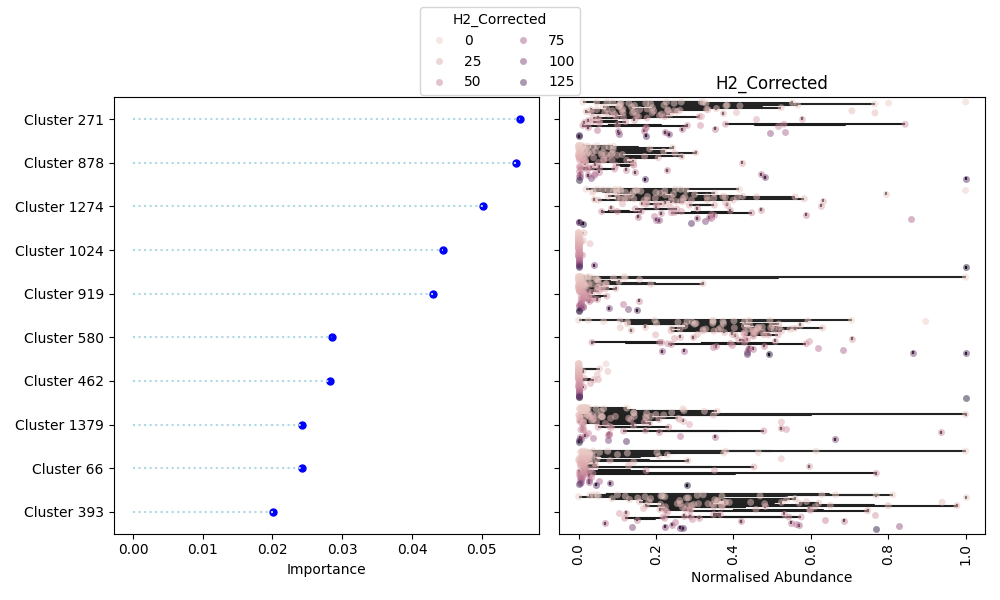 H2_Corrected
0 75
25 100
50 125
H2_Corrected
Cluster 271
Cluster 878
Cluster 1274
Cluster 1024
Cluster 919
Cluster 580
Cluster 462
Cluster 1379
Cluster 66
Cluster 393
0.00 0.01 0.02 0.03 0.04 0.05
Importance
0.0 0.2 0.4 0.6 0.8 1.0
Normalised Abundance